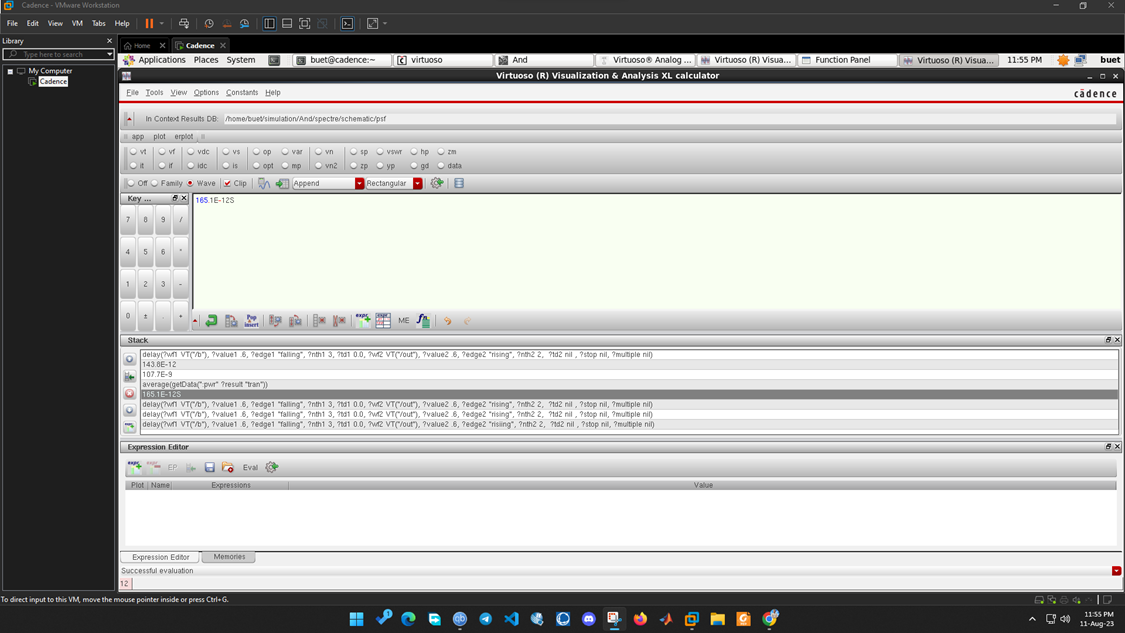 Cadence - VMware Workstation
File Edit View VM Tabs Help
Library
Type here to search
My Computer
Cadence
Home Cadence
Applications Places System buet@cadence:~ virtuoso And Virtuoso® Analog ... Virtuoso (R) Visua... Function Panel Virtuoso (R) Visua... 11:55 PM buet
Virtuoso (R) Visualization & Analysis XL calculator
File Tools View Options Constants Help
cādence
In Context Results DB: /home/buet/simulation/And/spectre/schematic/psf
app plot erplot
vt vf vdc vs op var vn sp vswr hp zm
it if idc is opt mp vn2 zp yp gd data
Off Family Wave Clip Append Rectangular
Key ...
7 8 9 /
4 5 6 *
1 2 3 -
0 ± . +
165.1E-12S
Pop
insert
expr
expr
ME
fn
Stack
delay(?wf1 VT("/b"), ?value1 .6, ?edge1 "falling", ?nth1 3, ?td1 0.0, ?wf2 VT("/out"), ?value2 .6, ?edge2 "rising", ?nth2 2, ?td2 nil , ?stop nil, ?multiple nil)
143.8E-12
107.7E-9
average(getData(":pwr" ?result "tran"))
165.1E-12S
delay(?wf1 VT("/b"), ?value1 .6, ?edge1 "falling", ?nth1 3, ?td1 0.0, ?wf2 VT("/out"), ?value2 .6, ?edge2 "rising", ?nth2 2, ?td2 nil , ?stop nil, ?multiple nil)
delay(?wf1 VT("/b"), ?value1 .6, ?edge1 "falling", ?nth1 3, ?td1 0.0, ?wf2 VT("/out"), ?value2 .6, ?edge2 "rising", ?nth2 2, ?td2 nil , ?stop nil, ?multiple nil)
delay(?wf1 VT("/b"), ?value1 .6, ?edge1 "falling", ?nth1 3, ?td1 0.0, ?wf2 VT("/out"), ?value2 .6, ?edge2 "risiing", ?nth2 2, ?td2 nil , ?stop nil, ?multiple nil)
Expression Editor
expr expr EP Eval
Plot Name Expressions Value
Expression Editor Memories
Successful evaluation
12
To direct input to this VM, move the mouse pointer inside or press Ctrl+G.
11:55 PM
11-Aug-23